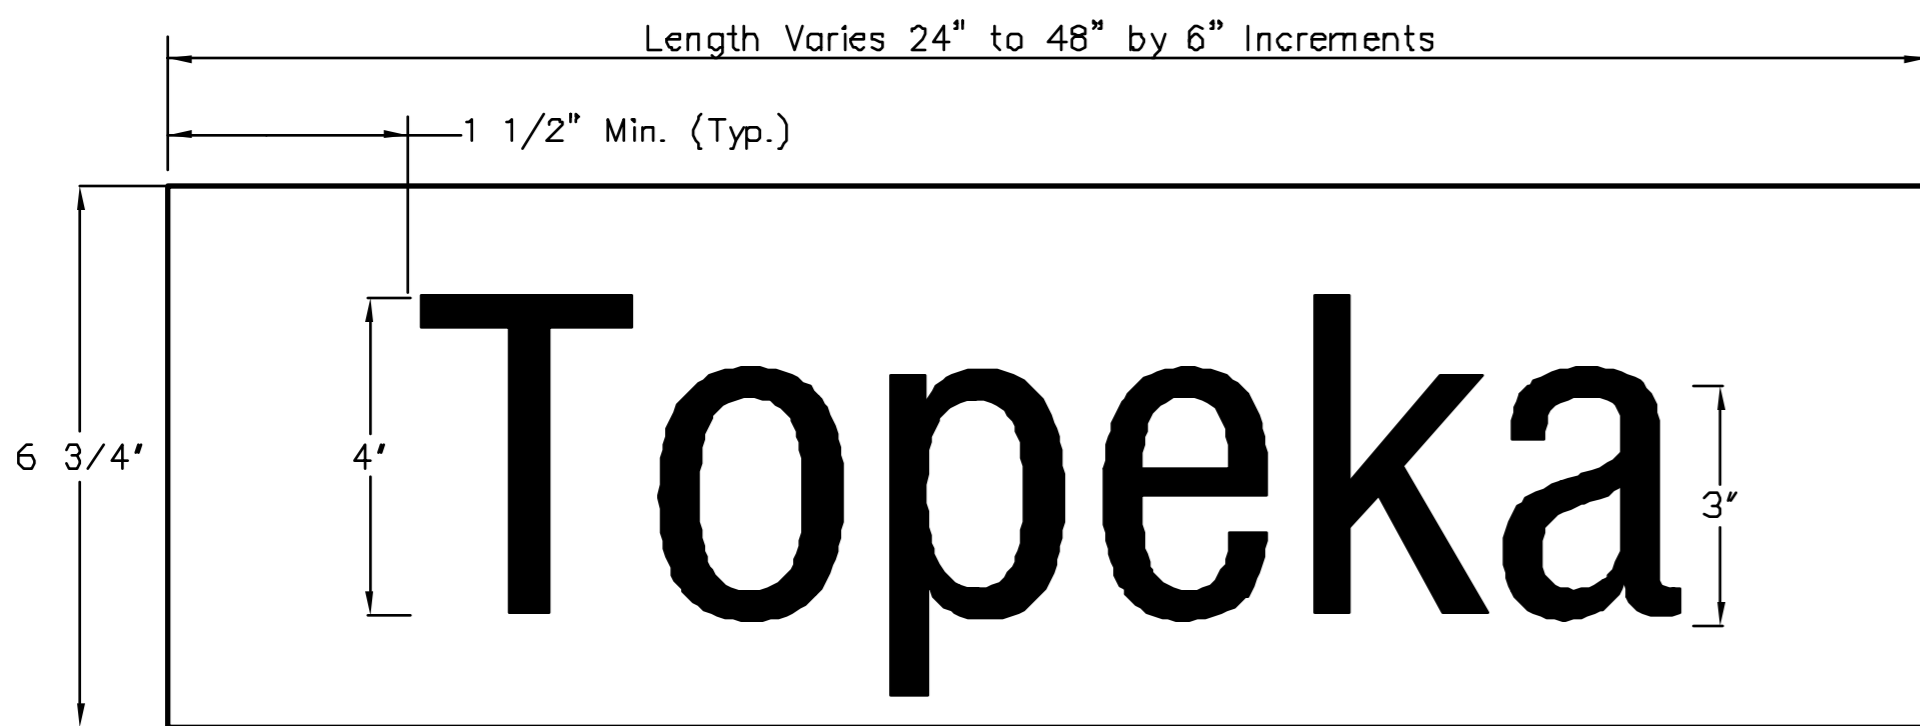 Length Varies 24" to 48" by 6" Increments
1 1/2" Min. (Typ.)
6 3/4"
4"
Topeka
3"